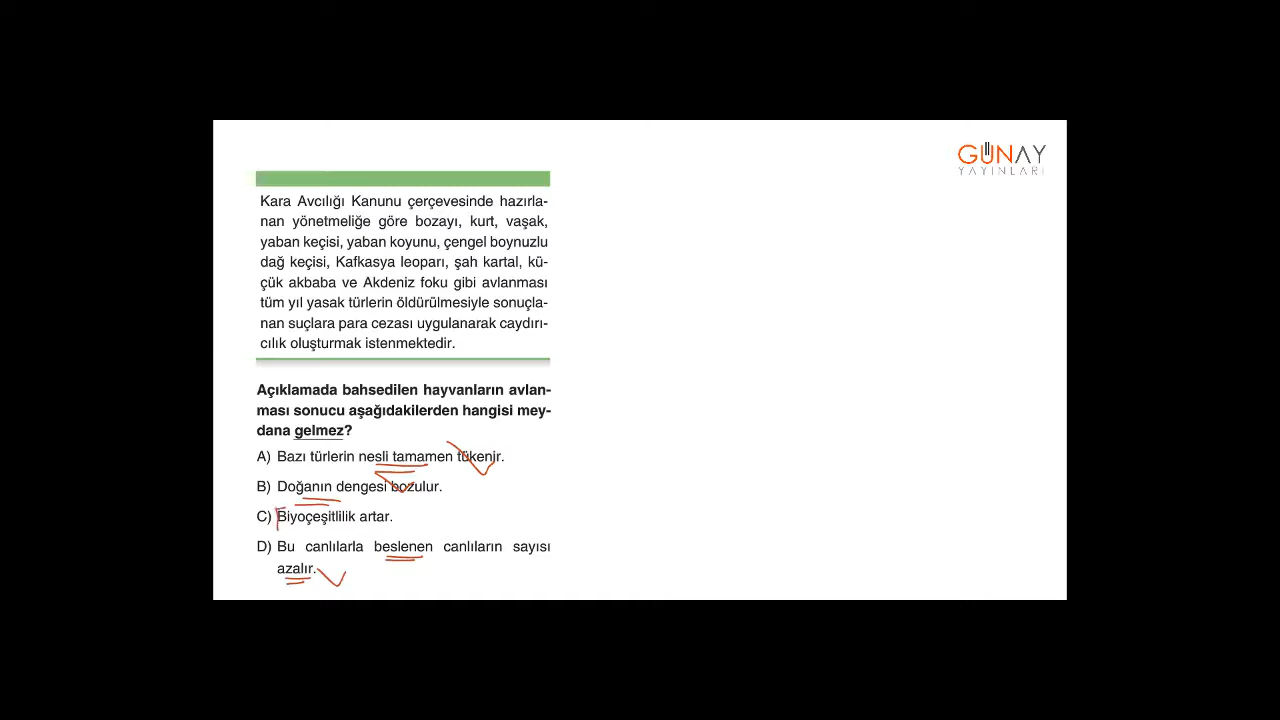 GÜNAY
YAYINLARI
Kara Avcılığı Kanunu çerçevesinde hazırla-
nan yönetmeliğe göre bozayı, kurt, vaşak,
yaban keçisi, yaban koyunu, çengel boynuzlu
dağ keçisi, Kafkasya leoparı, şah kartal, kü-
çük akbaba ve Akdeniz foku gibi avlanması
tüm yıl yasak türlerin öldürülmesiyle sonuçla-
nan suçlara para cezası uygulanarak caydırı-
cılık oluşturmak istenmektedir.
Açıklamada bahsedilen hayvanların avlan-
ması sonucu aşağıdakilerden hangisi mey-
dana gelmez?
A) Bazı türlerin nesli tamamen tükenir.
B) Doğanın dengesi bozulur.
C) Biyoçeşitlilik artar.
D) Bu canlılarla beslenen canlıların sayısı
azalır.